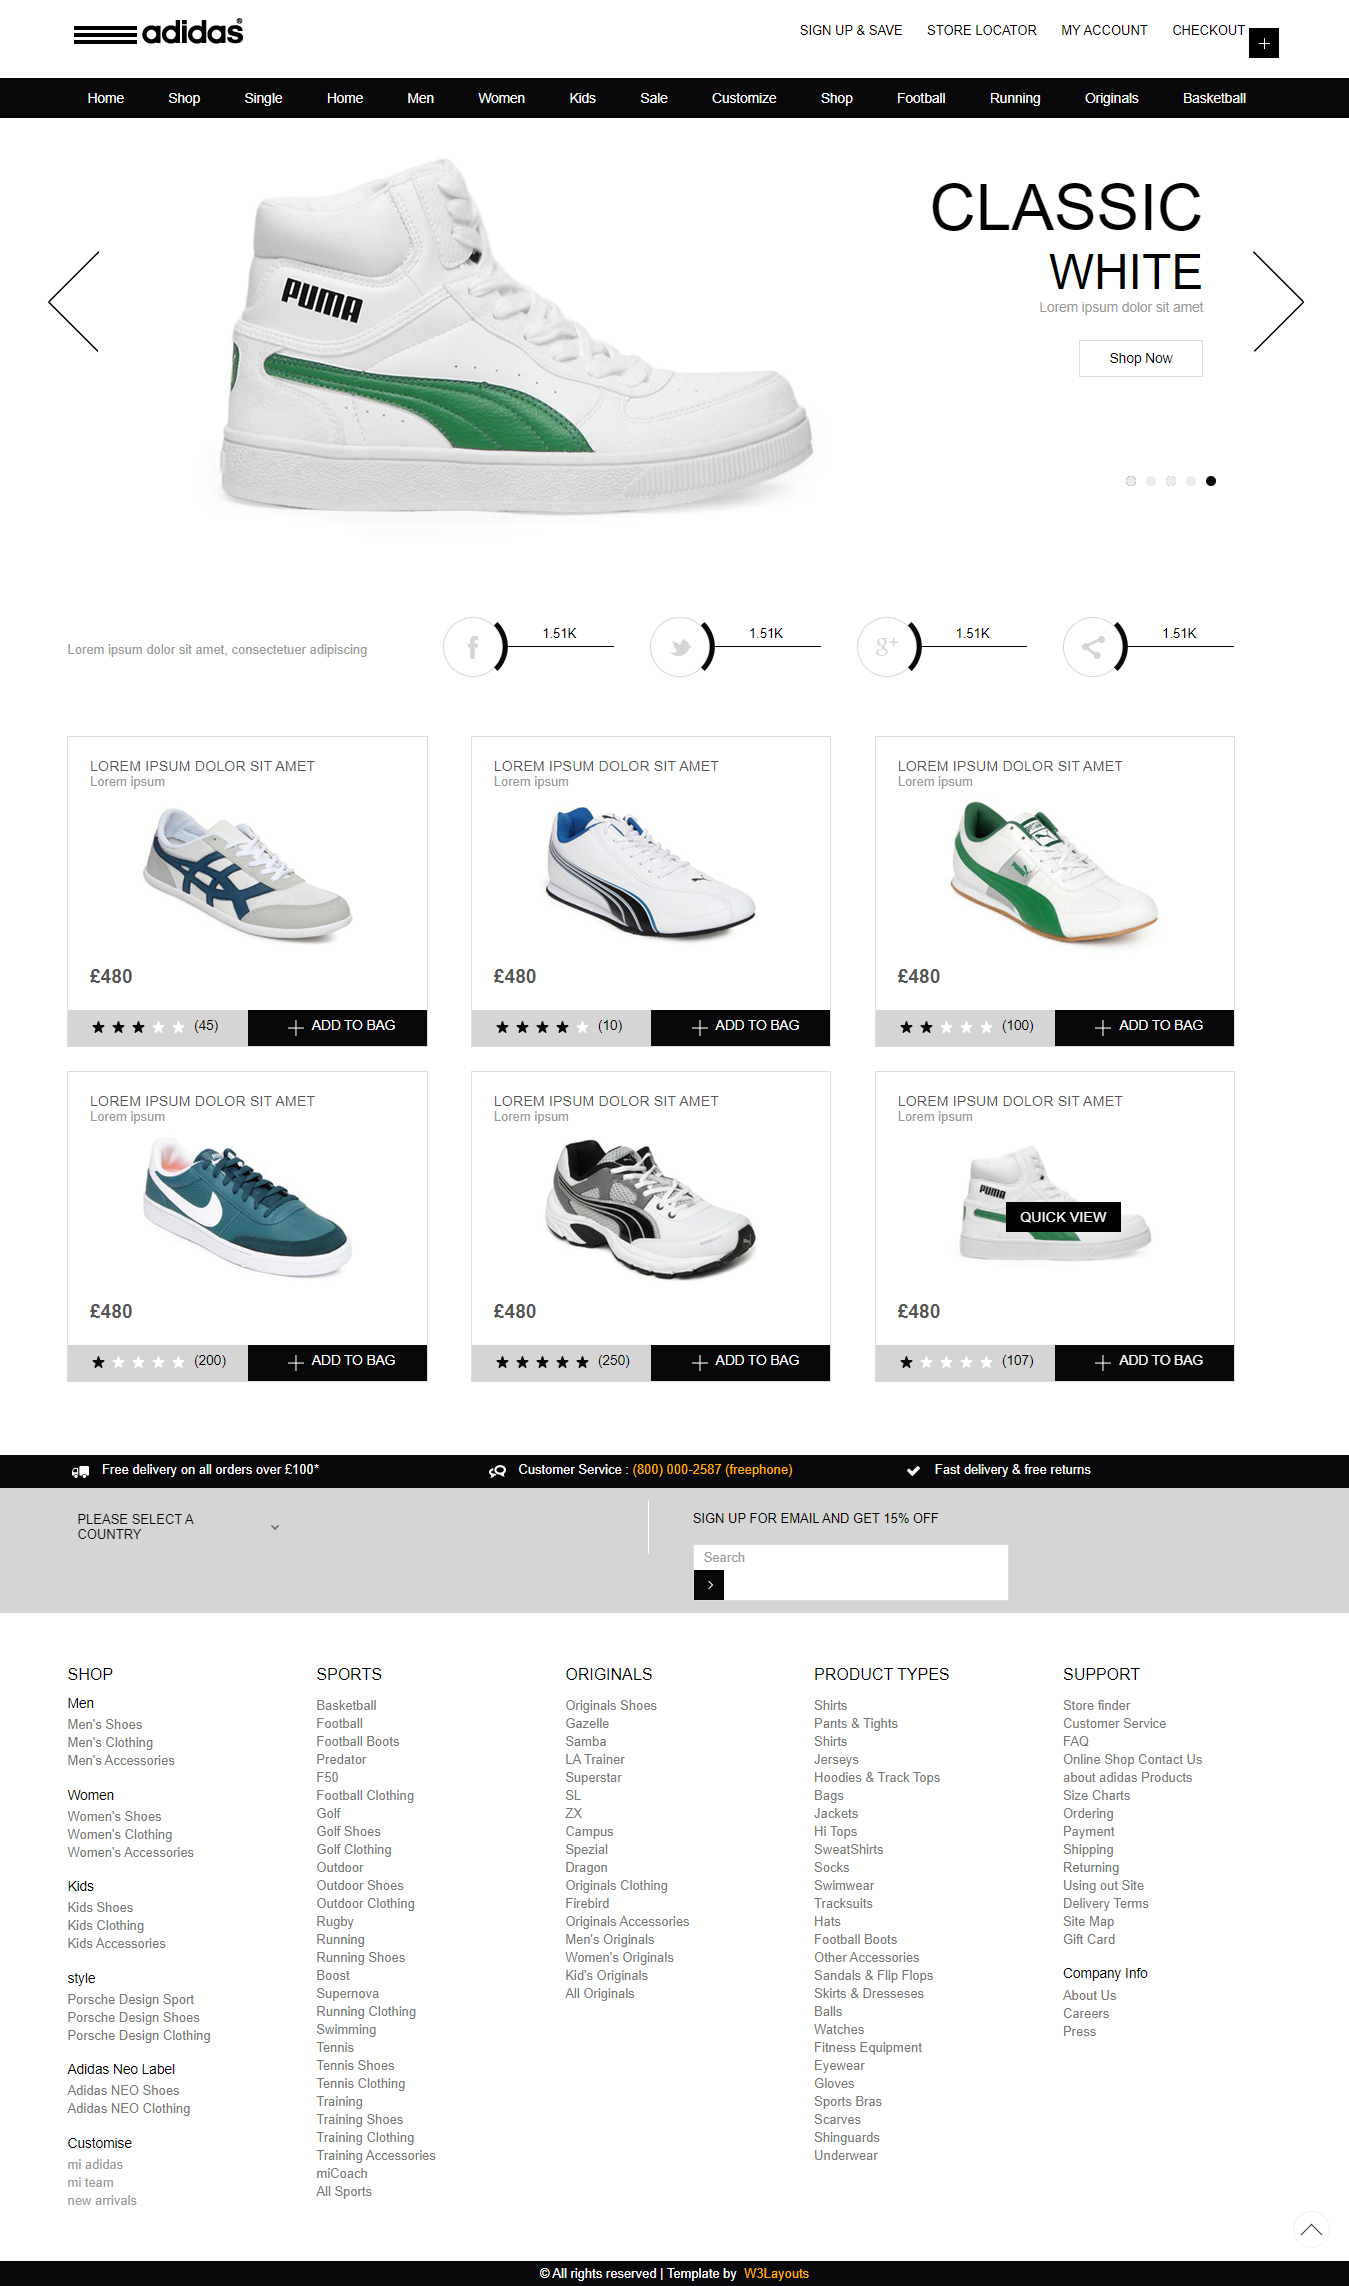 adidas®
SIGN UP & SAVE STORE LOCATOR MY ACCOUNT CHECKOUT
Home Shop Single Home Men Women Kids Sale Customize Shop Football Running Originals Basketball
PUMA
CLASSIC
WHITE
Lorem ipsum dolor sit amet
Shop Now
Lorem ipsum dolor sit amet, consectetuer adipiscing
1.51K 1.51K 1.51K 1.51K
LOREM IPSUM DOLOR SIT AMET
Lorem ipsum
£480
(45) ADD TO BAG
LOREM IPSUM DOLOR SIT AMET
Lorem ipsum
£480
(10) ADD TO BAG
LOREM IPSUM DOLOR SIT AMET
Lorem ipsum
£480
(100) ADD TO BAG
LOREM IPSUM DOLOR SIT AMET
Lorem ipsum
£480
(200) ADD TO BAG
LOREM IPSUM DOLOR SIT AMET
Lorem ipsum
£480
(250) ADD TO BAG
LOREM IPSUM DOLOR SIT AMET
Lorem ipsum
PUMA
QUICK VIEW
£480
(107) ADD TO BAG
Free delivery on all orders over £100*
Customer Service : (800) 000-2587 (freephone)
Fast delivery & free returns
PLEASE SELECT A
COUNTRY
SIGN UP FOR EMAIL AND GET 15% OFF
Search
SHOP
Men
Men's Shoes
Men's Clothing
Men's Accessories
Women
Women's Shoes
Women's Clothing
Women's Accessories
Kids
Kids Shoes
Kids Clothing
Kids Accessories
style
Porsche Design Sport
Porsche Design Shoes
Porsche Design Clothing
Adidas Neo Label
Adidas NEO Shoes
Adidas NEO Clothing
Customise
mi adidas
mi team
new arrivals
SPORTS
Basketball
Football
Football Boots
Predator
F50
Football Clothing
Golf
Golf Shoes
Golf Clothing
Outdoor
Outdoor Shoes
Outdoor Clothing
Rugby
Running
Running Shoes
Boost
Supernova
Running Clothing
Swimming
Tennis
Tennis Shoes
Tennis Clothing
Training
Training Shoes
Training Clothing
Training Accessories
miCoach
All Sports
ORIGINALS
Originals Shoes
Gazelle
Samba
LA Trainer
Superstar
SL
ZX
Campus
Spezial
Dragon
Originals Clothing
Firebird
Originals Accessories
Men's Originals
Women's Originals
Kid's Originals
All Originals
PRODUCT TYPES
Shirts
Pants & Tights
Shirts
Jerseys
Hoodies & Track Tops
Bags
Jackets
Hi Tops
SweatShirts
Socks
Swimwear
Tracksuits
Hats
Football Boots
Other Accessories
Sandals & Flip Flops
Skirts & Dresseses
Balls
Watches
Fitness Equipment
Eyewear
Gloves
Sports Bras
Scarves
Shinguards
Underwear
SUPPORT
Store finder
Customer Service
FAQ
Online Shop Contact Us
about adidas Products
Size Charts
Ordering
Payment
Shipping
Returning
Using out Site
Delivery Terms
Site Map
Gift Card
Company Info
About Us
Careers
Press
© All rights reserved | Template by W3Layouts